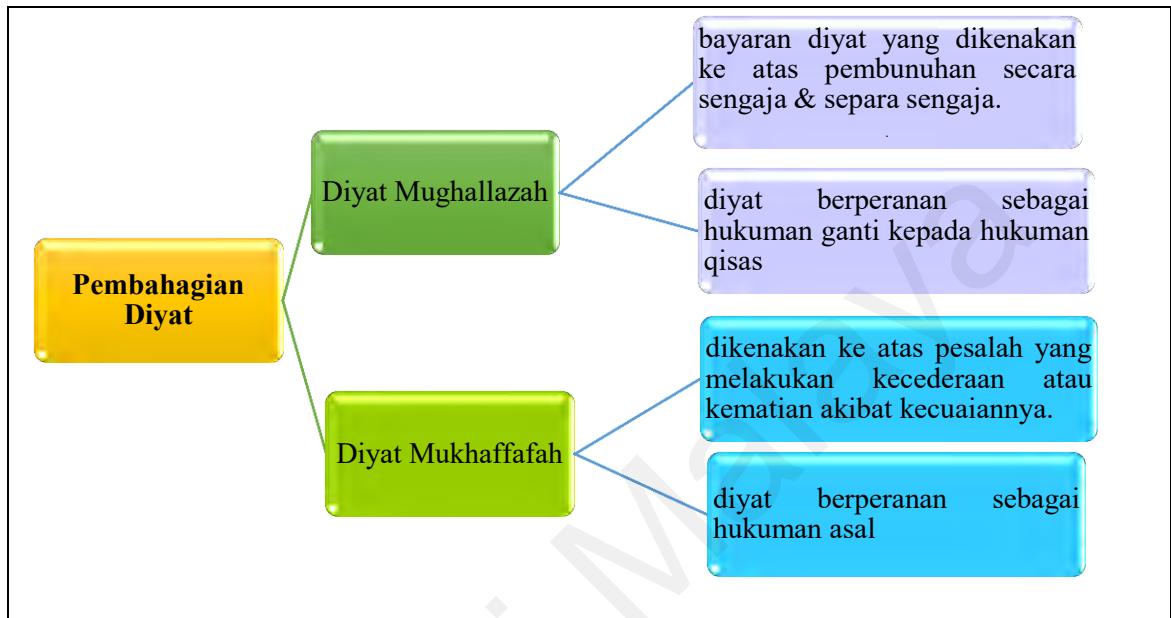 Pembahagian
Diyat
Diyat Mughallazah
bayaran diyat yang dikenakan
ke atas pembunuhan secara
sengaja & separa sengaja.
.
diyat berperanan sebagai
hukuman ganti kepada hukuman
qisas
Diyat Mukhaffafah
dikenakan ke atas pesalah yang
melakukan kecederaan atau
kematian akibat kecuaiannya.
diyat berperanan sebagai
hukuman asal
i Malaya